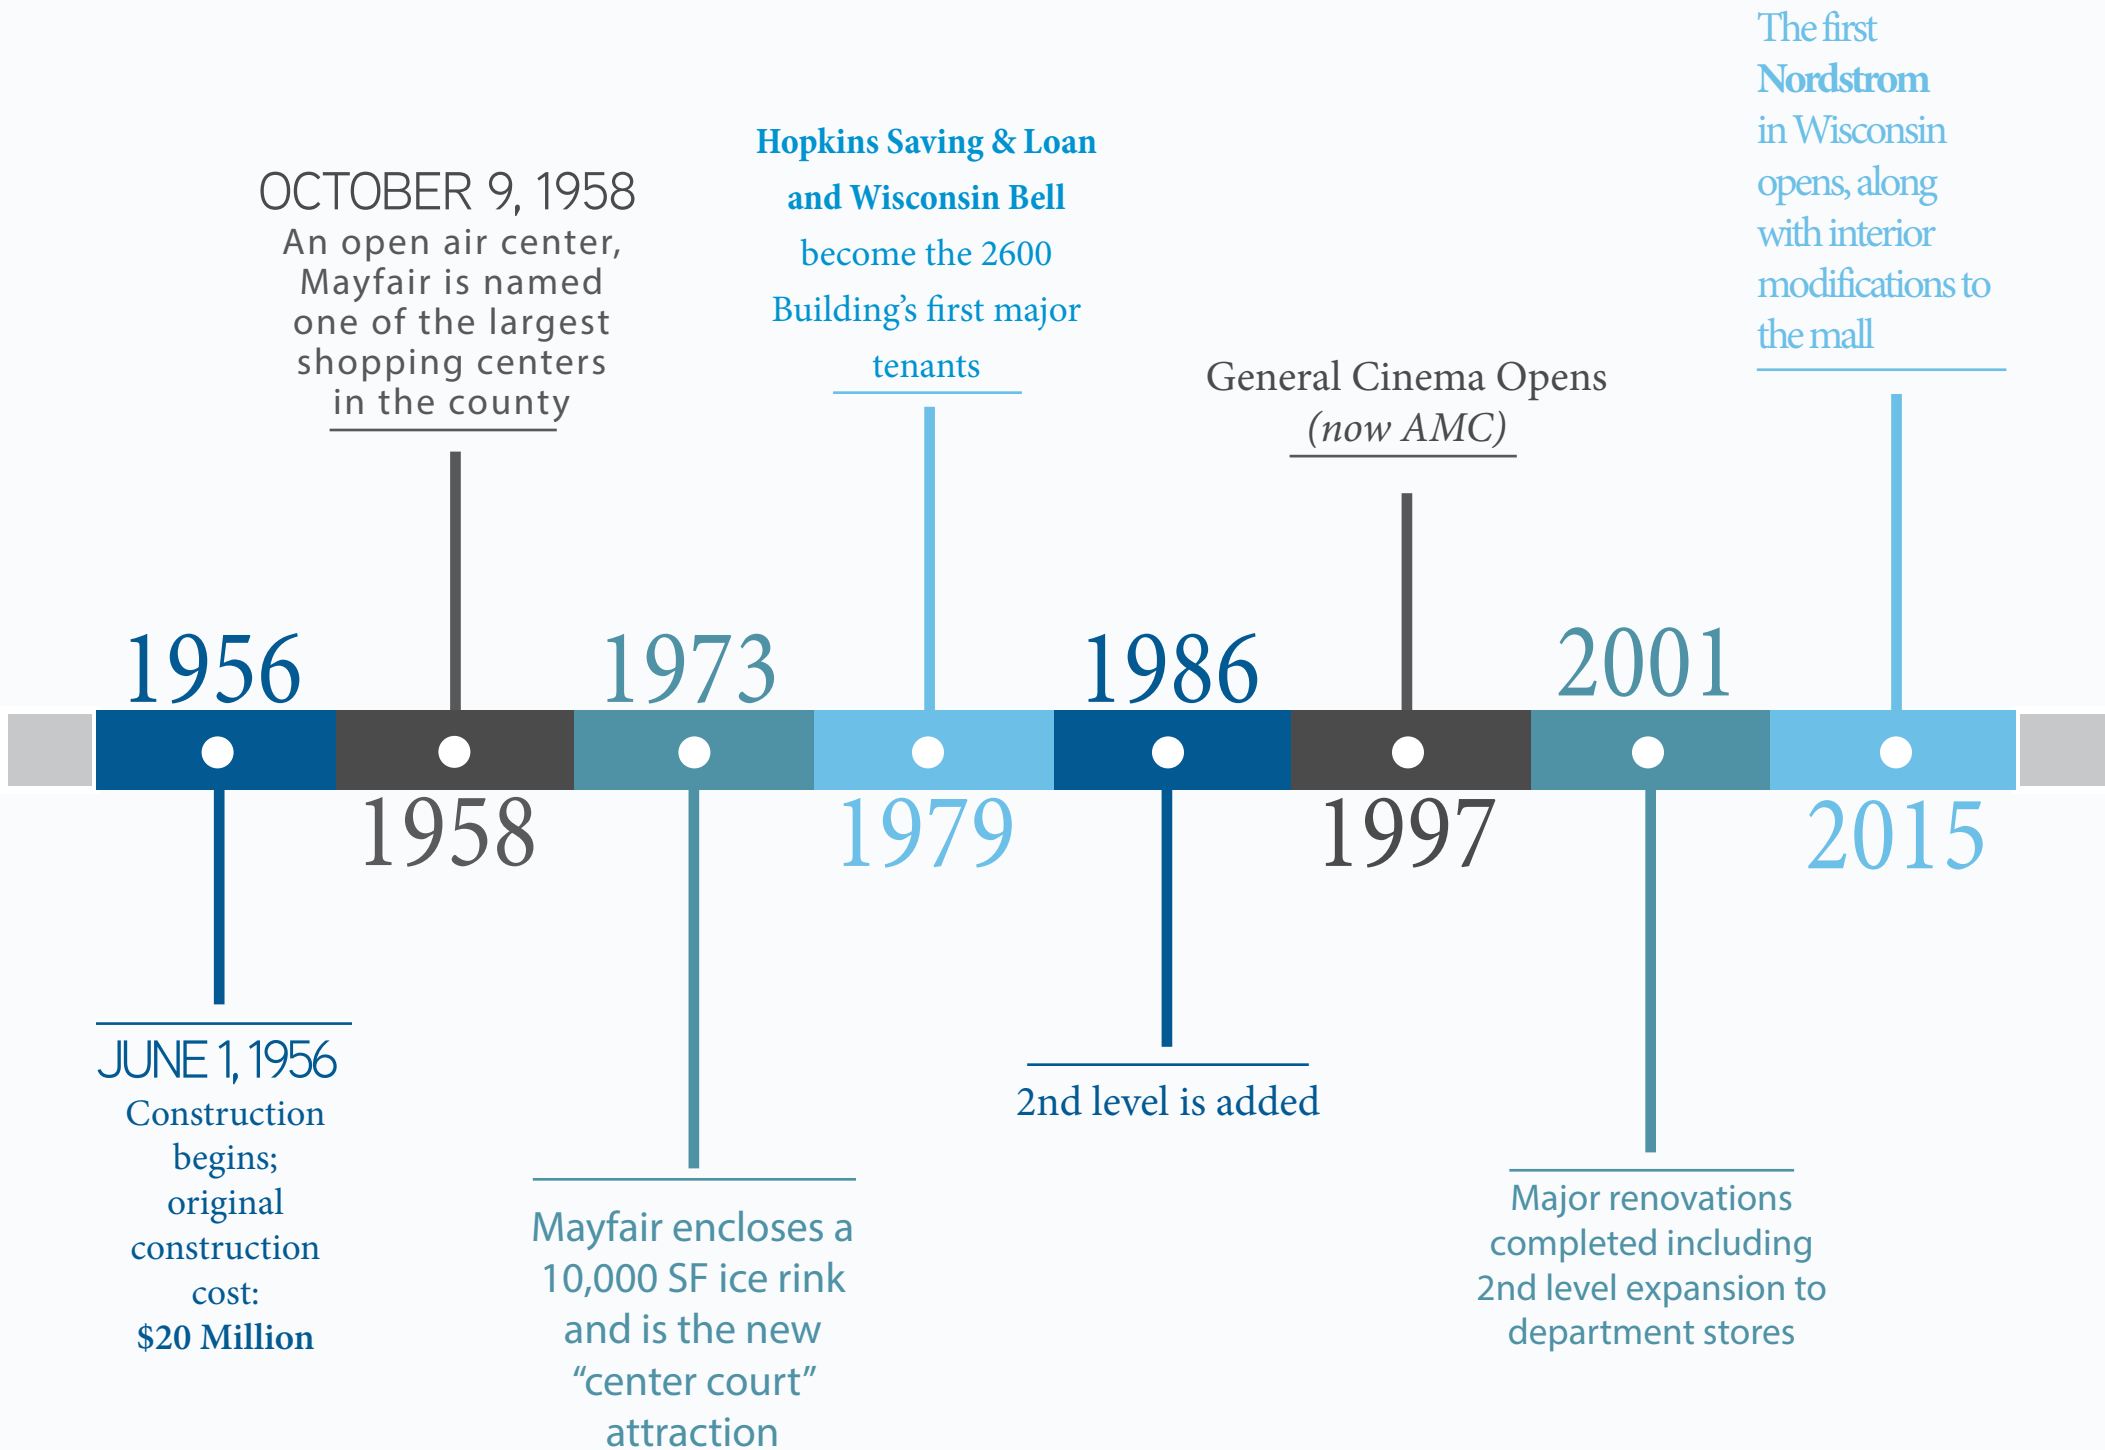 1956
JUNE 1, 1956
Construction
begins;
original
construction
cost:
$20 Million
OCTOBER 9, 1958
An open air center,
Mayfair is named
one of the largest
shopping centers
in the county
1958
1973
Mayfair encloses a
10,000 SF ice rink
and is the new
“center court”
attraction
Hopkins Saving & Loan
and Wisconsin Bell
become the 2600
Building’s first major
tenants
1979
1986
2nd level is added
General Cinema Opens
(now AMC)
1997
2001
Major renovations
completed including
2nd level expansion to
department stores
The first
Nordstrom
in Wisconsin
opens, along
with interior
modifications to
the mall
2015